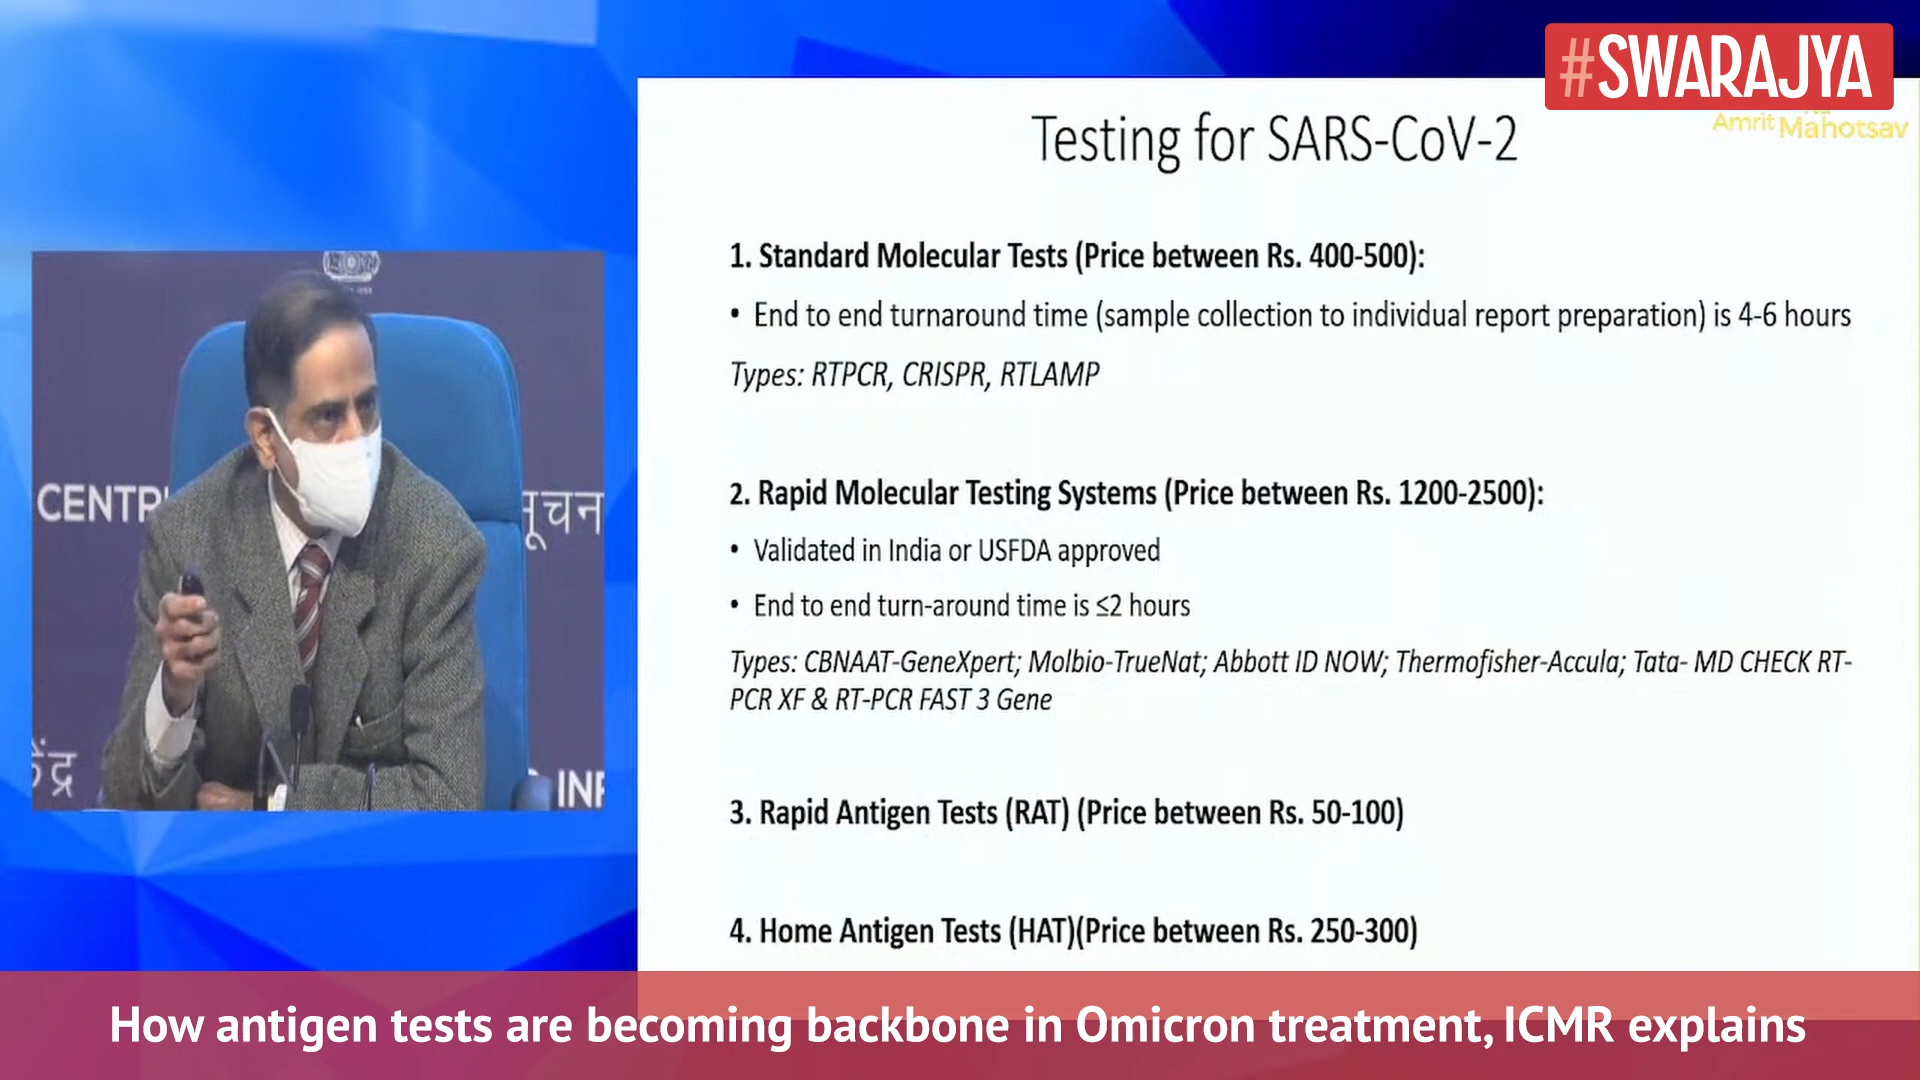 #SWARAJYA
Amrit Mahotsav
Testing for SARS-CoV-2
1. Standard Molecular Tests (Price between Rs. 400-500):
• End to end turnaround time (sample collection to individual report preparation) is 4-6 hours
Types: RTPCR, CRISPR, RTLAMP
2. Rapid Molecular Testing Systems (Price between Rs. 1200-2500):
• Validated in India or USFDA approved
• End to end turn-around time is ≤2 hours
Types: CBNAAT-GeneXpert; Molbio-TrueNat; Abbott ID NOW; Thermofisher-Accula; Tata- MD CHECK RT-
PCR XF & RT-PCR FAST 3 Gene
3. Rapid Antigen Tests (RAT) (Price between Rs. 50-100)
4. Home Antigen Tests (HAT)(Price between Rs. 250-300)
How antigen tests are becoming backbone in Omicron treatment, ICMR explains